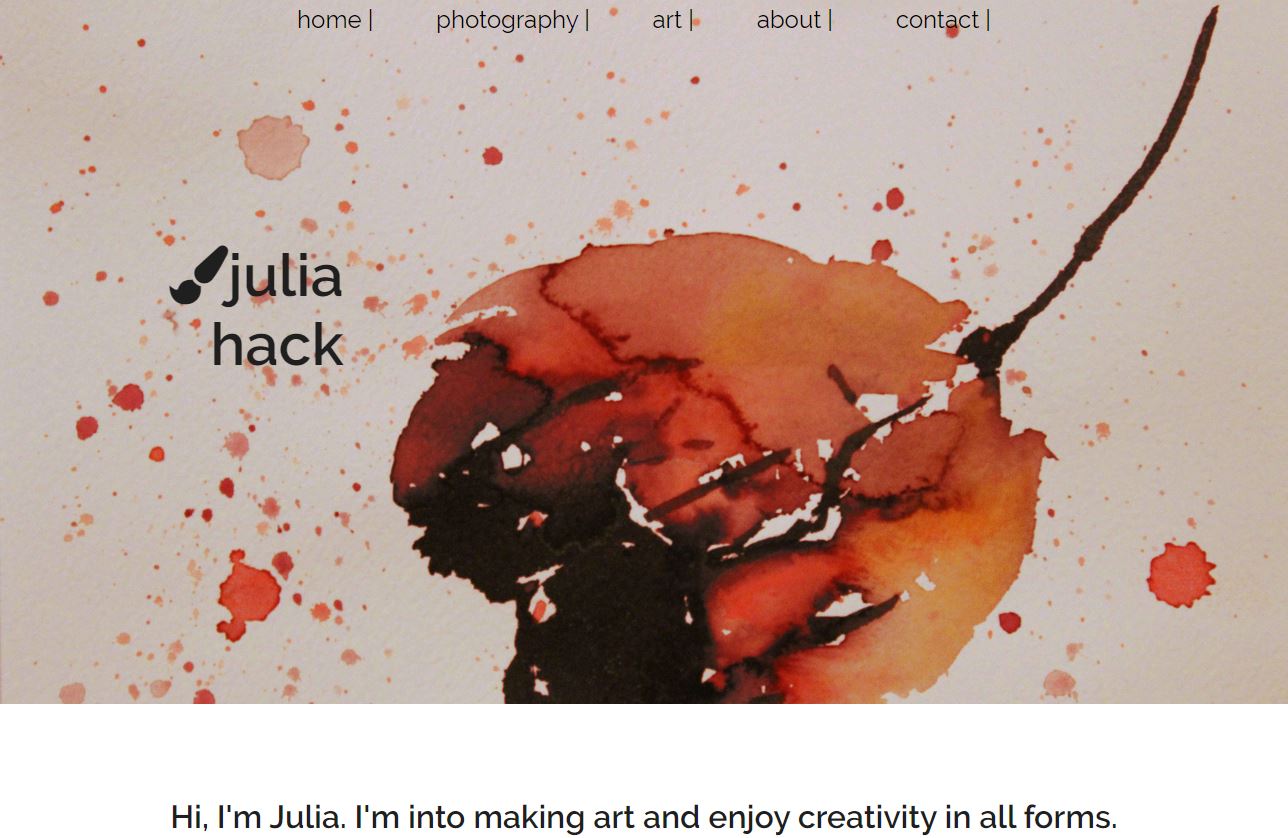 home | photography | art | about | contact |
julia
hack
Hi, I'm Julia. I'm into making art and enjoy creativity in all forms.